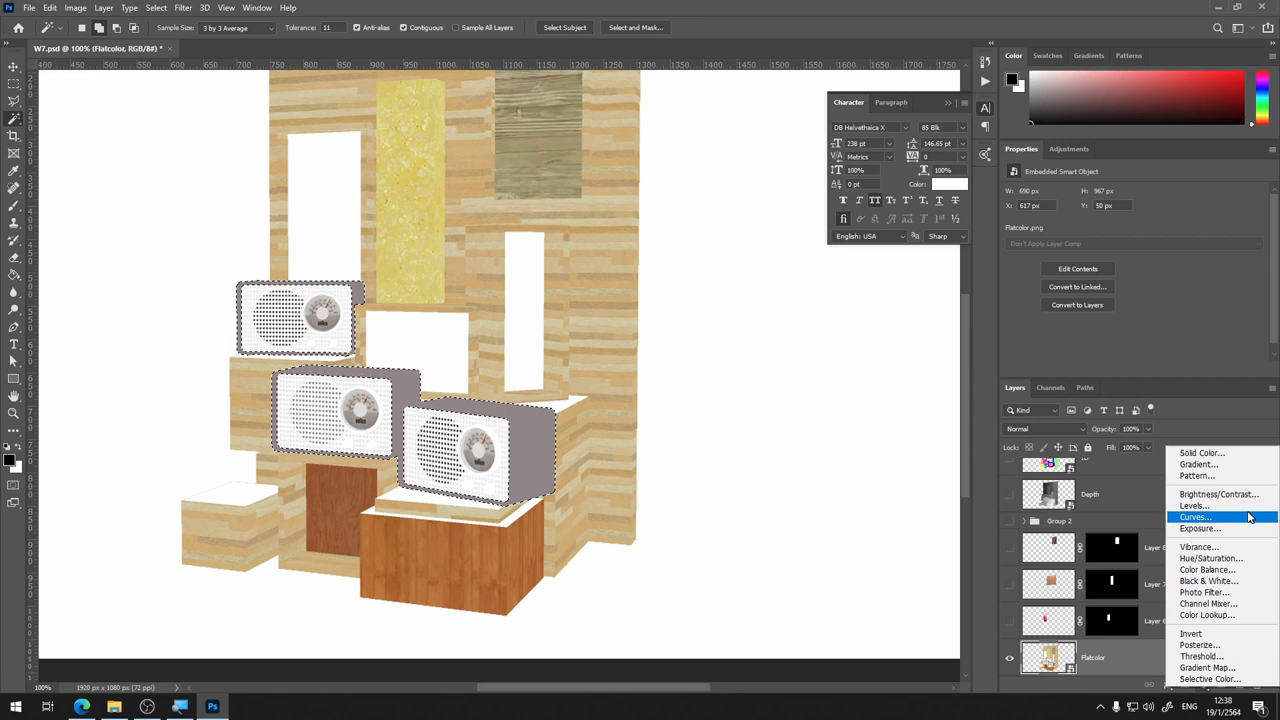 File Edit Image Layer Type Select Filter 3D View Window Help
Sample Size: 3 by 3 Average Tolerance: 11 Anti-alias Contiguous Sample All Layers Select Subject Select and Mask...
W7.psd @ 100% (Flatcolor, RGB/8#) *
Color Swatches Gradients Patterns
Character Paragraph
DB Helvethaica X 85 Blk
238 pt 146.65 pt
Metrics 0
100% 100%
0 pt Color:
English: USA Sharp
Properties Adjustments
Embedded Smart Object
W: 690 px H: 967 px
X: 617 px Y: 50 px
Flatcolor.png
Don't Apply Layer Comp
Edit Contents
Convert to Linked...
Convert to Layers
Layers Channels Paths
Kind
Normal Opacity: 100%
Lock: Fill: 100%
Depth
Group 2
Layer
Layer
Layer
Flatcolor
Solid Color...
Gradient...
Pattern...
Brightness/Contrast...
Levels...
Curves...
Exposure...
Vibrance...
Hue/Saturation...
Color Balance...
Black & White...
Photo Filter...
Channel Mixer...
Color Lookup...
Invert
Posterize...
Threshold...
Gradient Map...
Selective Color...
100% 1920 px x 1080 px (72 ppi)
ENG 12:38
19/1/2564